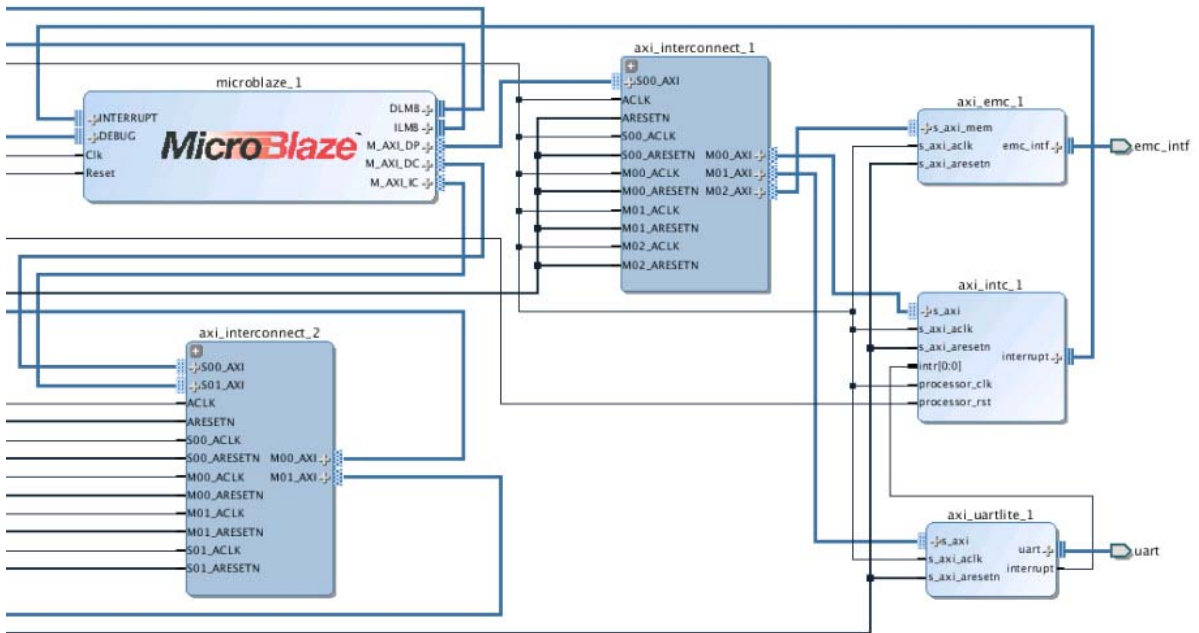 microblaze_1
INTERRUPT
DEBUG
Clk
Reset
MicroBlaze
DLMB
ILMB
M_AXI_DP
M_AXI_DC
M_AXI_IC
axi_interconnect_1
S00_AXI
ACLK
ARESETN
S00_ACLK
S00_ARESETN
M00_ACLK
M00_ARESETN
M01_ACLK
M01_ARESETN
M02_ACLK
M02_ARESETN
M00_AXI
M01_AXI
M02_AXI
axi_emc_1
s_axi_mem
s_axi_aclk
s_axi_aresetn
emc_intf
emc_intf
axi_intc_1
s_axi
s_axi_aclk
s_axi_aresetn
intr[0:0]
processor_clk
processor_rst
interrupt
axi_interconnect_2
S00_AXI
S01_AXI
ACLK
ARESETN
S00_ACLK
S00_ARESETN
M00_ACLK
M00_ARESETN
M01_ACLK
M01_ARESETN
S01_ACLK
S01_ARESETN
M00_AXI
M01_AXI
axi_uartlite_1
s_axi
s_axi_aclk
s_axi_aresetn
uart
interrupt
uart